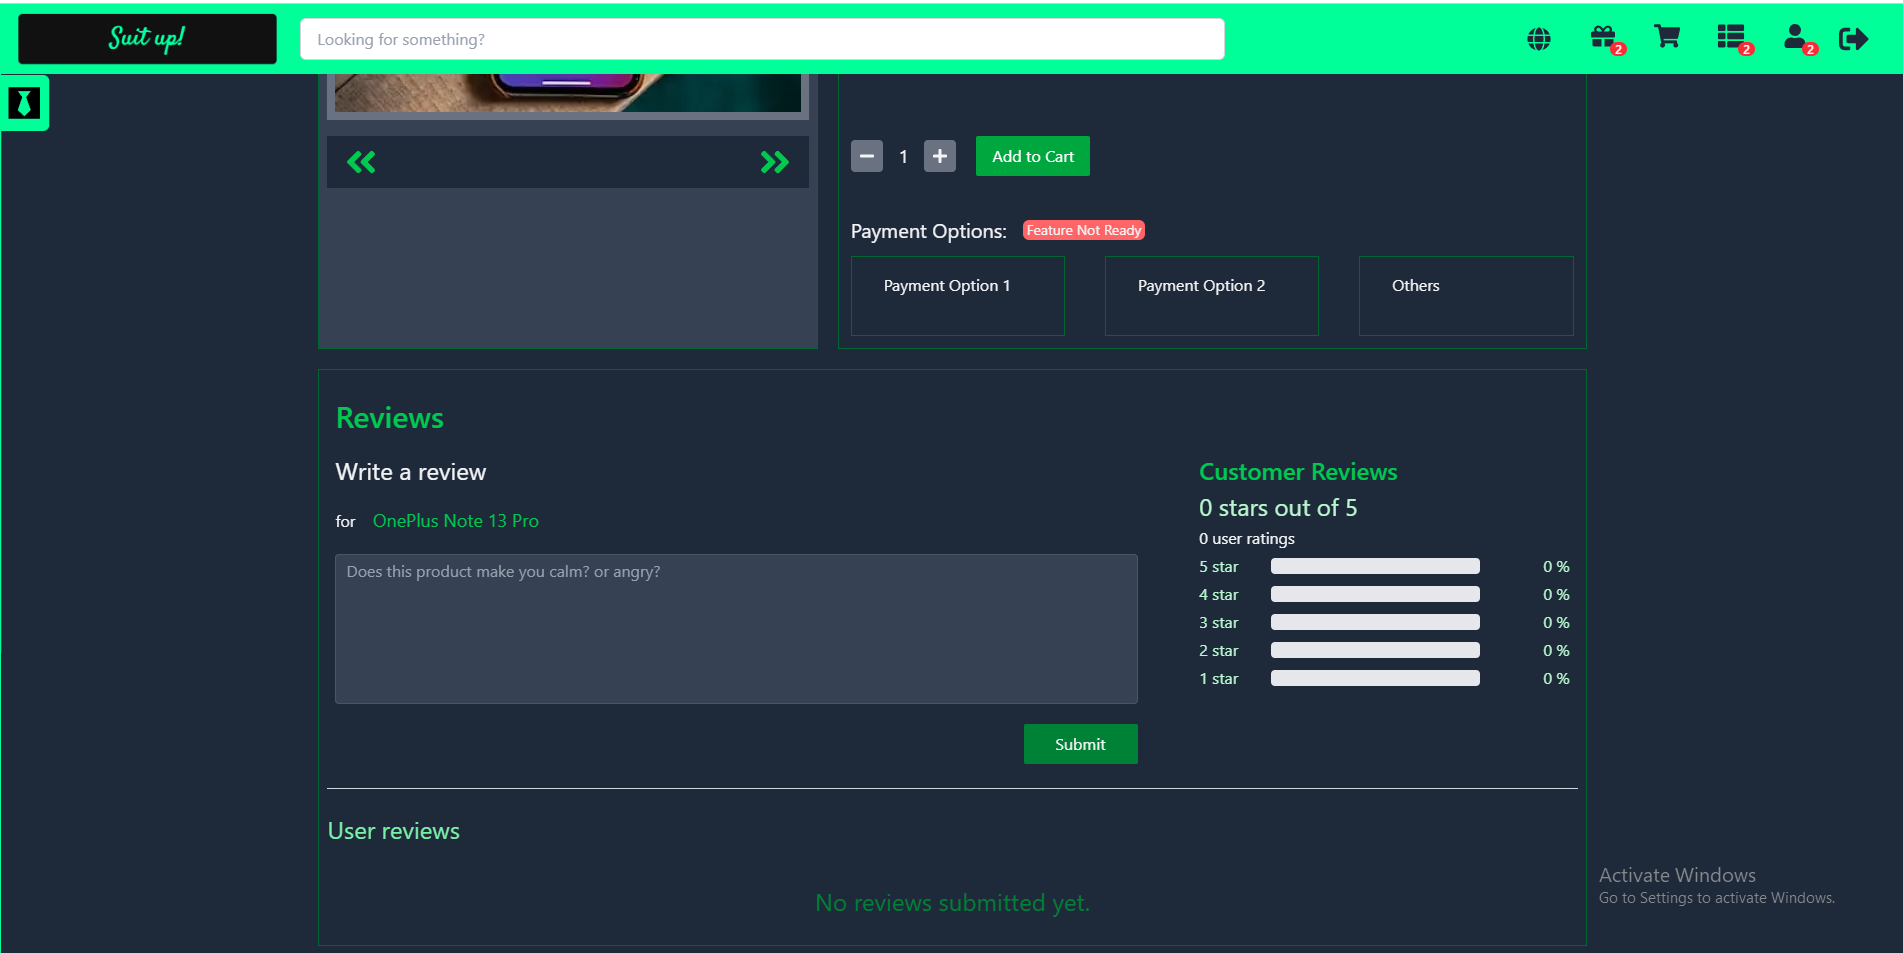 Suit up!
Looking for something?
2
2
2
1
Add to Cart
Payment Options: Feature Not Ready
Payment Option 1
Payment Option 2
Others
Reviews
Write a review
for OnePlus Note 13 Pro
Does this product make you calm? or angry?
Submit
Customer Reviews
0 stars out of 5
0 user ratings
5 star 0 %
4 star 0 %
3 star 0 %
2 star 0 %
1 star 0 %
User reviews
No reviews submitted yet.
Activate Windows
Go to Settings to activate Windows.